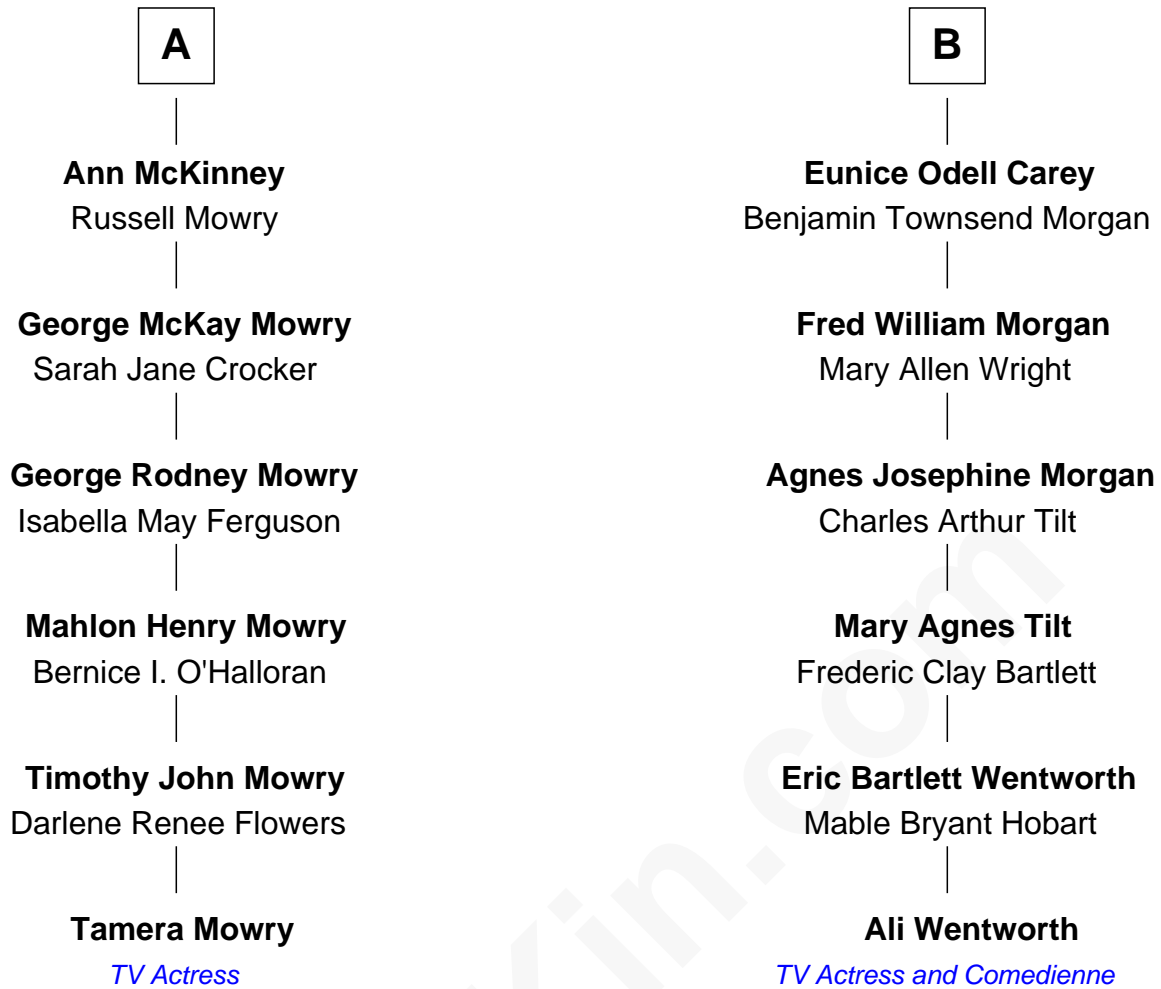 A
Ann McKinney
Russell Mowry
George McKay Mowry
Sarah Jane Crocker
George Rodney Mowry
Isabella May Ferguson
Mahlon Henry Mowry
Bernice I. O'Halloran
Timothy John Mowry
Darlene Renee Flowers
Tamera Mowry
TV Actress
B
Eunice Odell Carey
Benjamin Townsend Morgan
Fred William Morgan
Mary Allen Wright
Agnes Josephine Morgan
Charles Arthur Tilt
Mary Agnes Tilt
Frederic Clay Bartlett
Eric Bartlett Wentworth
Mable Bryant Hobart
Ali Wentworth
TV Actress and Comedienne
Kin.com